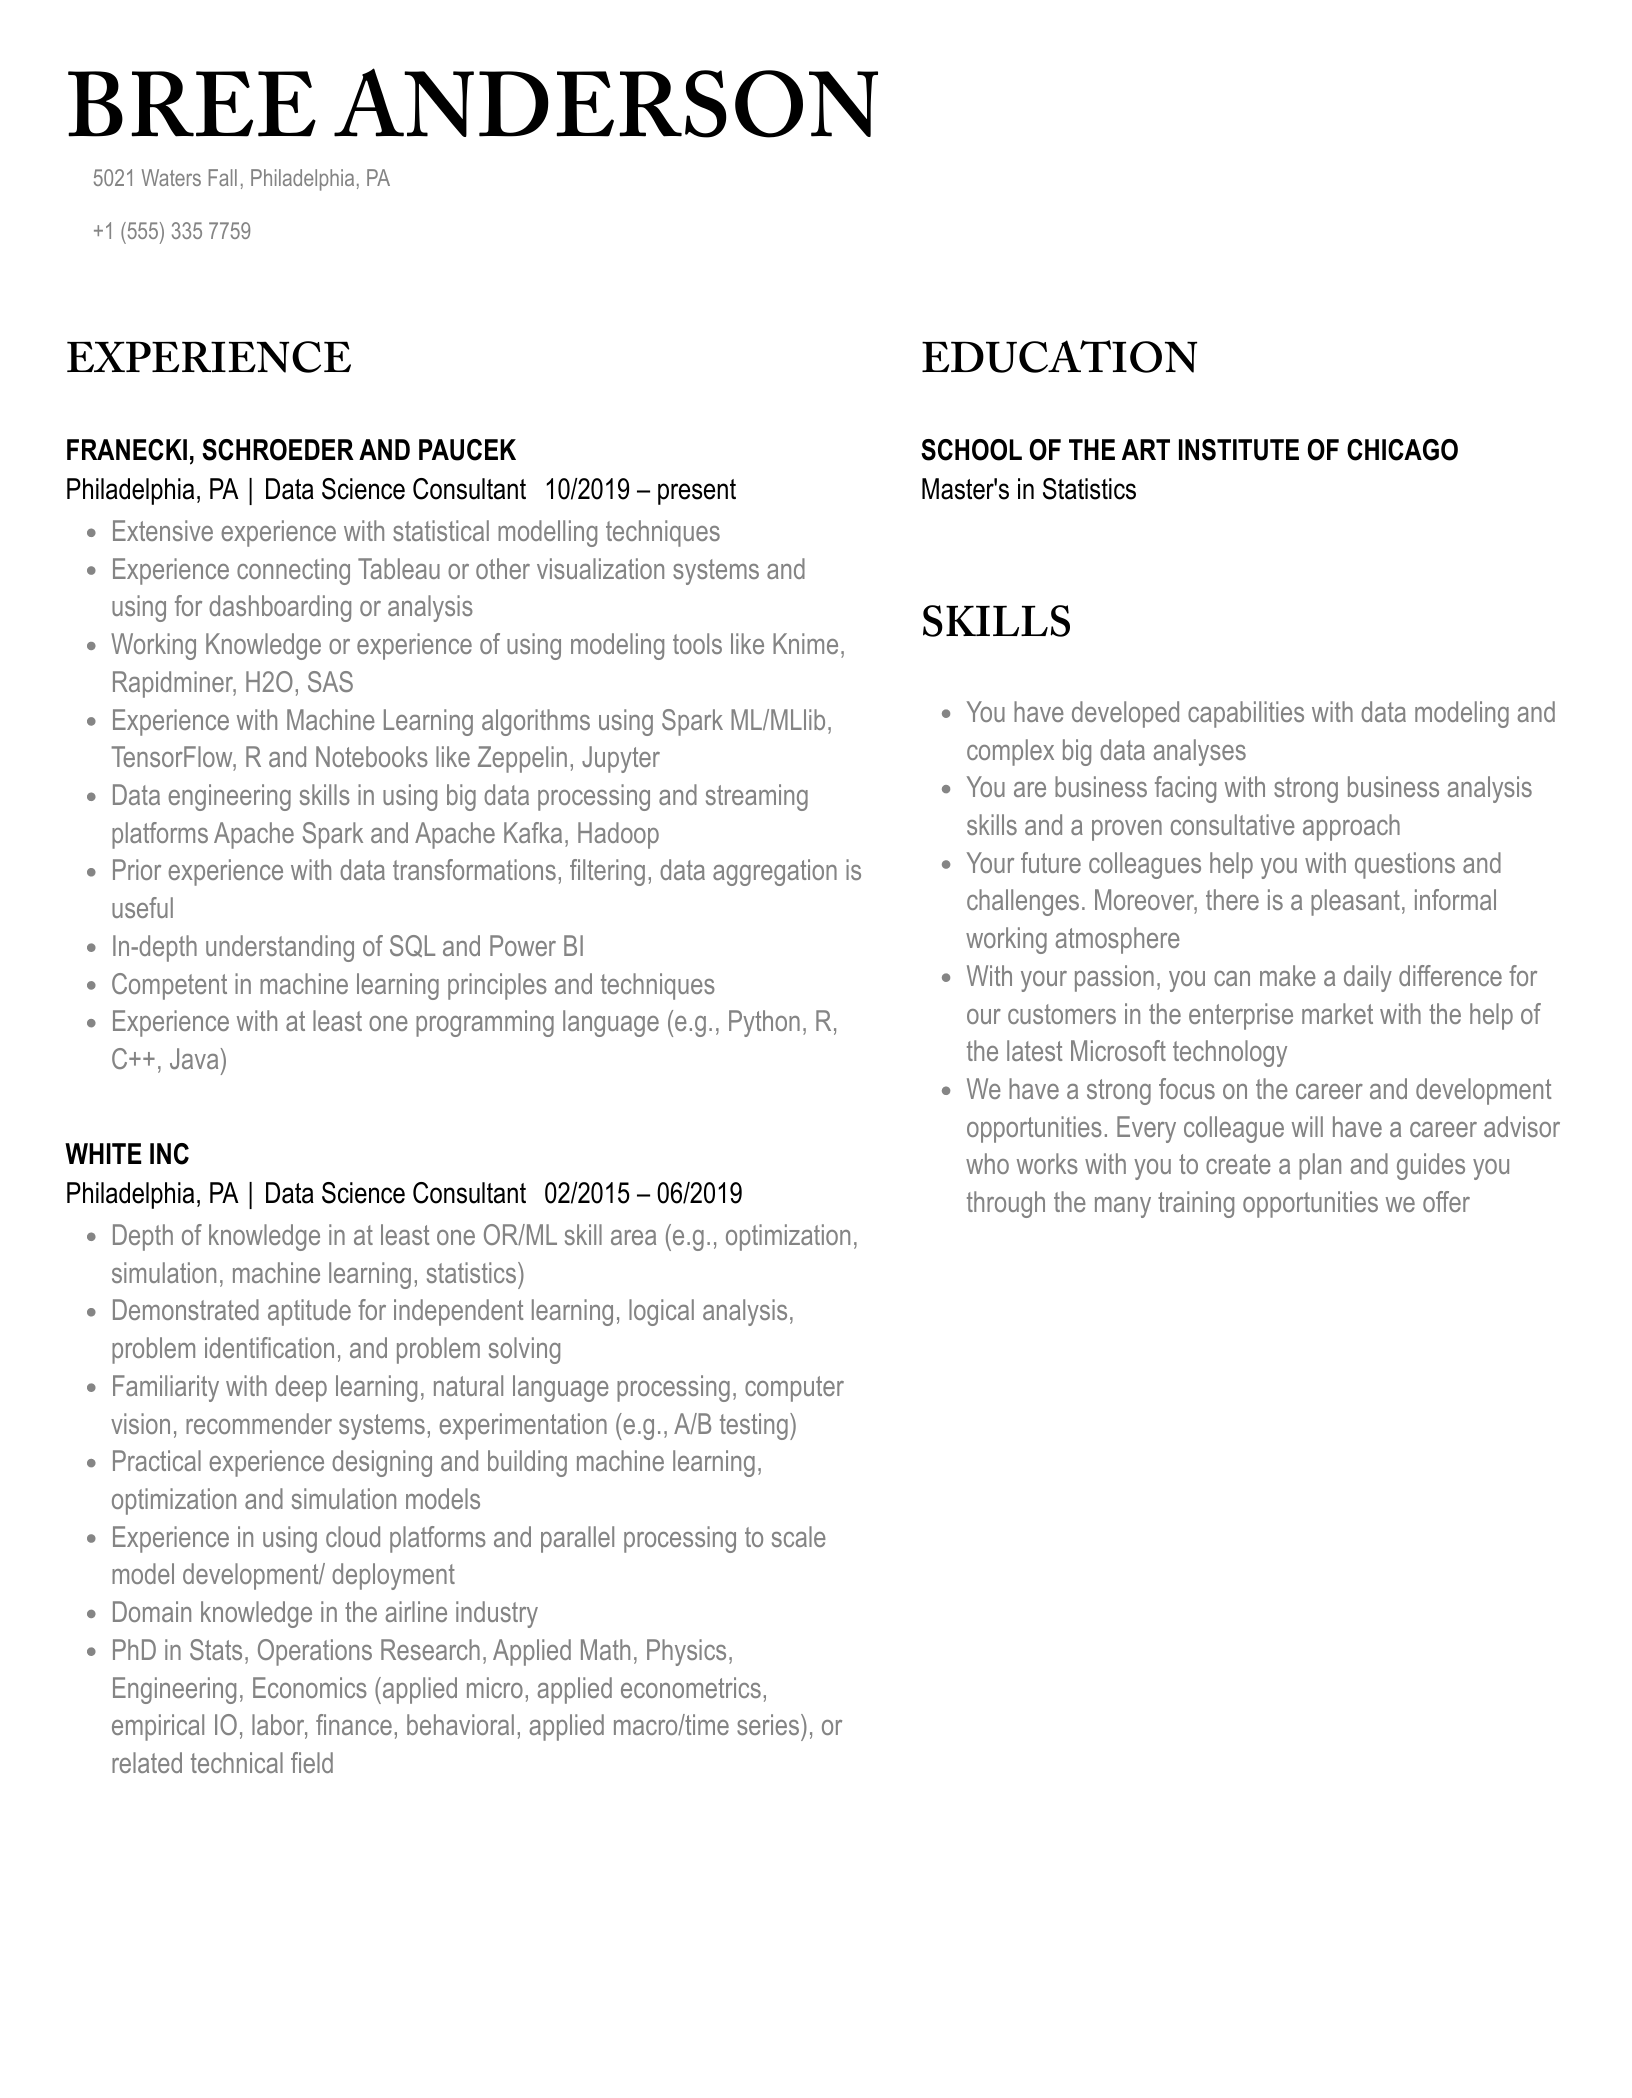 BREE ANDERSON
5021 Waters Fall, Philadelphia, PA
+1 (555) 335 7759
EXPERIENCE
FRANECKI, SCHROEDER AND PAUCEK
Philadelphia, PA | Data Science Consultant 10/2019 – present
• Extensive experience with statistical modelling techniques
• Experience connecting Tableau or other visualization systems and
using for dashboarding or analysis
• Working Knowledge or experience of using modeling tools like Knime,
Rapidminer, H2O, SAS
• Experience with Machine Learning algorithms using Spark ML/MLlib,
TensorFlow, R and Notebooks like Zeppelin, Jupyter
• Data engineering skills in using big data processing and streaming
platforms Apache Spark and Apache Kafka, Hadoop
• Prior experience with data transformations, filtering, data aggregation is
useful
• In-depth understanding of SQL and Power BI
• Competent in machine learning principles and techniques
• Experience with at least one programming language (e.g., Python, R,
C++, Java)
WHITE INC
Philadelphia, PA | Data Science Consultant 02/2015 – 06/2019
• Depth of knowledge in at least one OR/ML skill area (e.g., optimization,
simulation, machine learning, statistics)
• Demonstrated aptitude for independent learning, logical analysis,
problem identification, and problem solving
• Familiarity with deep learning, natural language processing, computer
vision, recommender systems, experimentation (e.g., A/B testing)
• Practical experience designing and building machine learning,
optimization and simulation models
• Experience in using cloud platforms and parallel processing to scale
model development/ deployment
• Domain knowledge in the airline industry
• PhD in Stats, Operations Research, Applied Math, Physics,
Engineering, Economics (applied micro, applied econometrics,
empirical IO, labor, finance, behavioral, applied macro/time series), or
related technical field
EDUCATION
SCHOOL OF THE ART INSTITUTE OF CHICAGO
Master's in Statistics
SKILLS
• You have developed capabilities with data modeling and
complex big data analyses
• You are business facing with strong business analysis
skills and a proven consultative approach
• Your future colleagues help you with questions and
challenges. Moreover, there is a pleasant, informal
working atmosphere
• With your passion, you can make a daily difference for
our customers in the enterprise market with the help of
the latest Microsoft technology
• We have a strong focus on the career and development
opportunities. Every colleague will have a career advisor
who works with you to create a plan and guides you
through the many training opportunities we offer